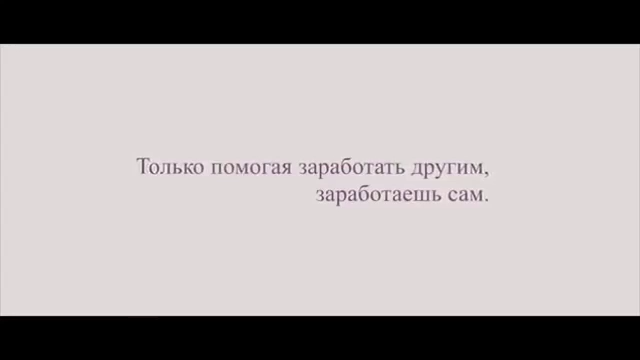 Только помогая заработать другим,
заработаешь сам.